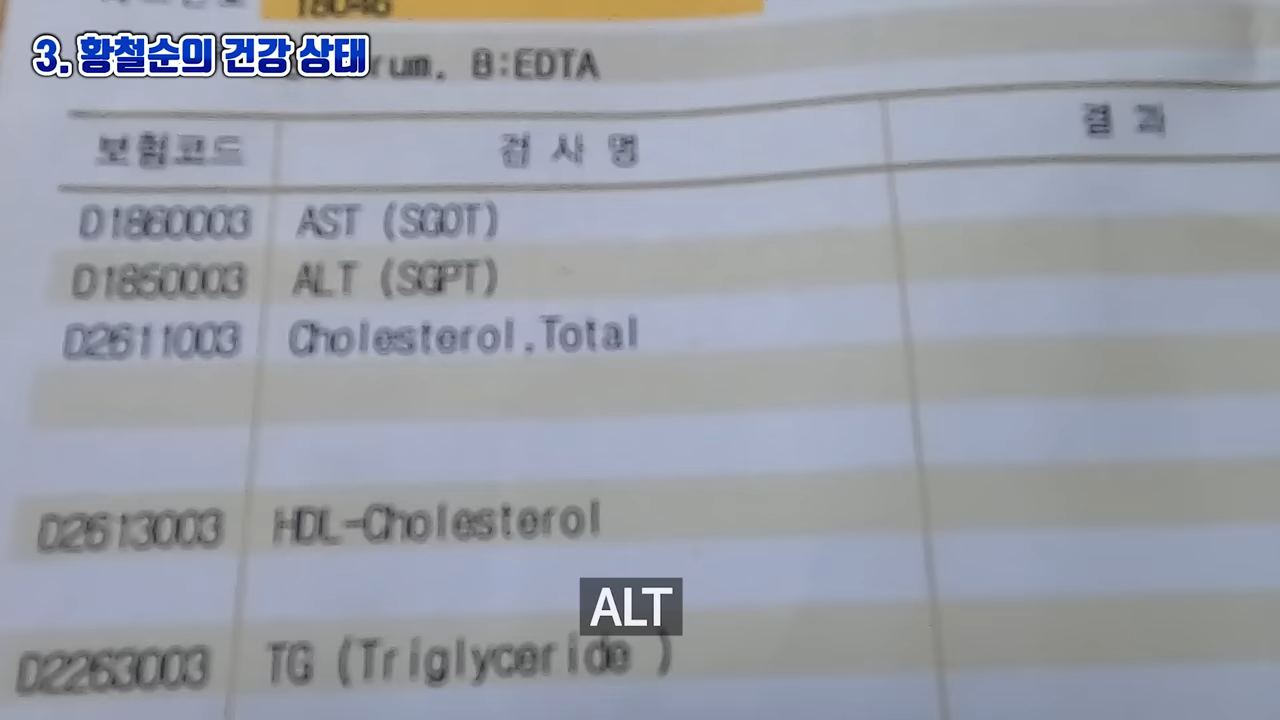 3. 황철순의 건강 상태
rum. B:EDTA
보험코드 검 사 명 결 과
D1860003 AST (SGOT)
D1850003 ALT (SGPT)
D2611003 Cholesterol.Total
D2613003 HDL-Cholesterol
ALT
D2263003 TG (Triglyceride )